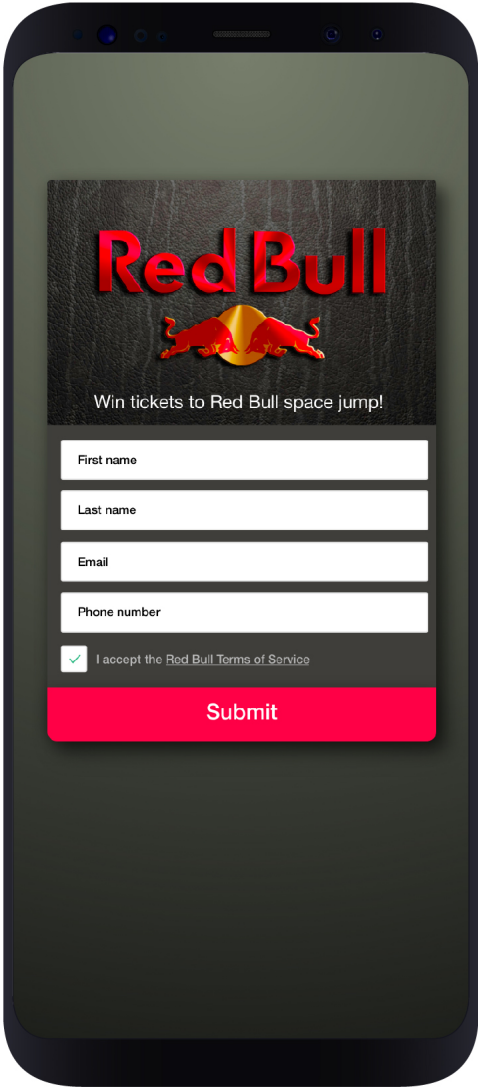 Red Bull
Win tickets to Red Bull space jump!
First name
Last name
Email
Phone number
I accept the Red Bull Terms of Service
Submit